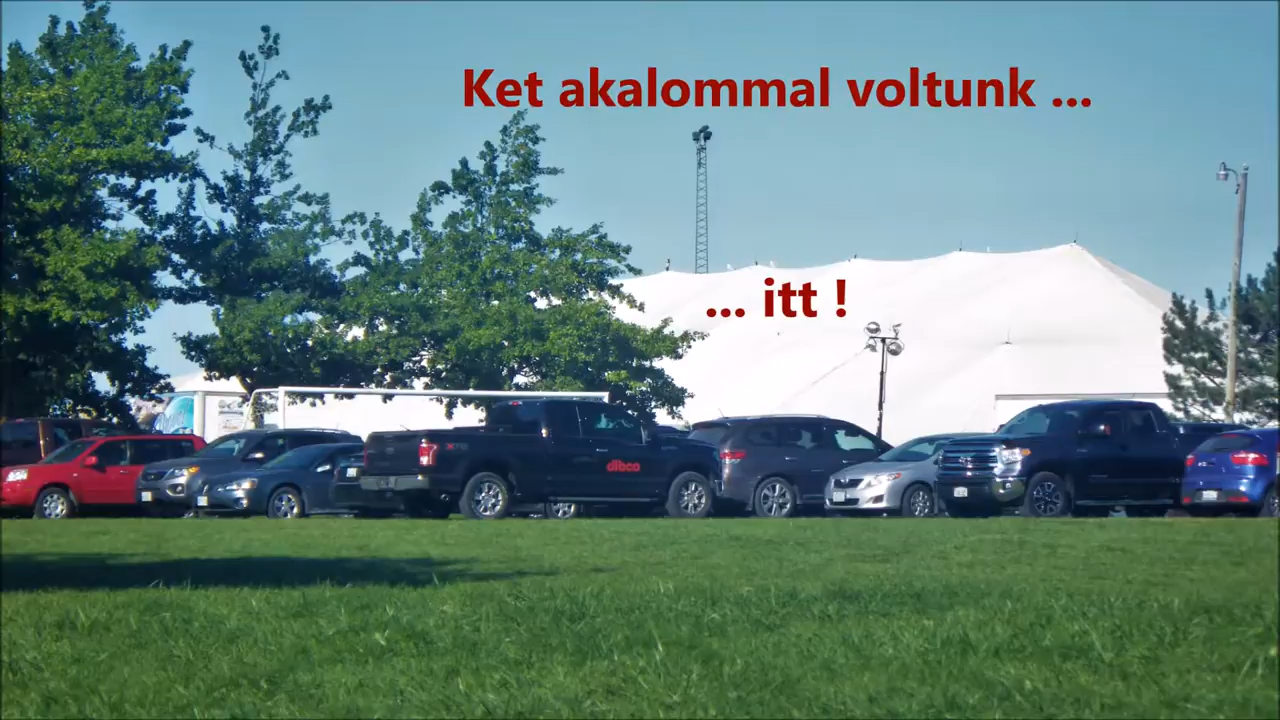 Ket akalommal voltunk ...
... itt !
dibco